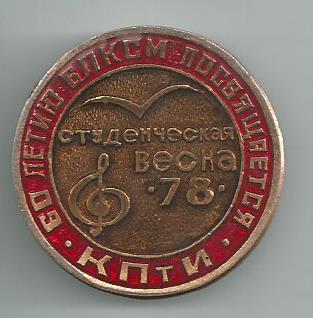 60 ЛЕТИЮ ВЛКСМ ПОСВЯЩАЕТСЯ
студенческая
весна
·78·
· КПтИ ·